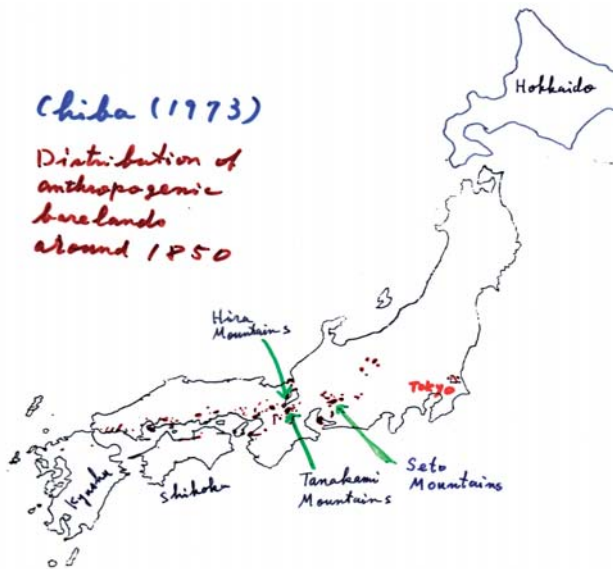 Chiba (1973)
Distribution of
anthropogenic
barelands
around 1850
Hokkaido
Hira
Mountains
Tokyo
Kyushu
Shikoku
Tanakami
Mountains
Seto
Mountains